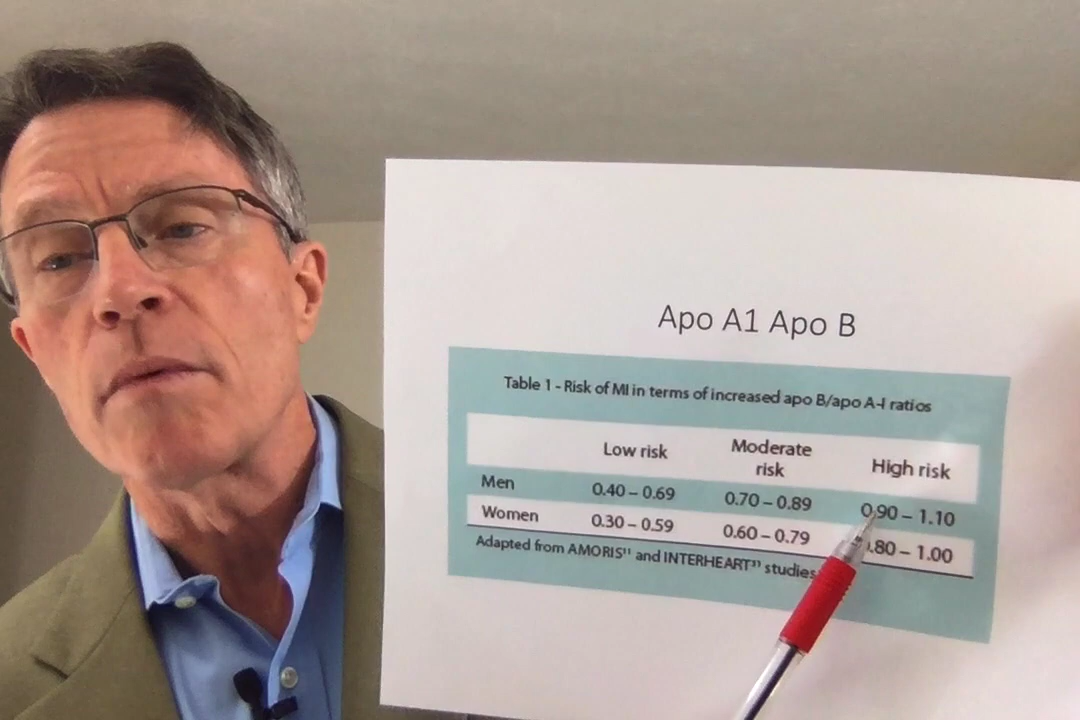 Apo A1 Apo B
Table 1 - Risk of MI in terms of increased apo B/apo A-I ratios
Low risk Moderate risk High risk
Men 0.40 – 0.69 0.70 – 0.89 0.90 – 1.10
Women 0.30 – 0.59 0.60 – 0.79 .80 – 1.00
Adapted from AMORIS and INTERHEART studies